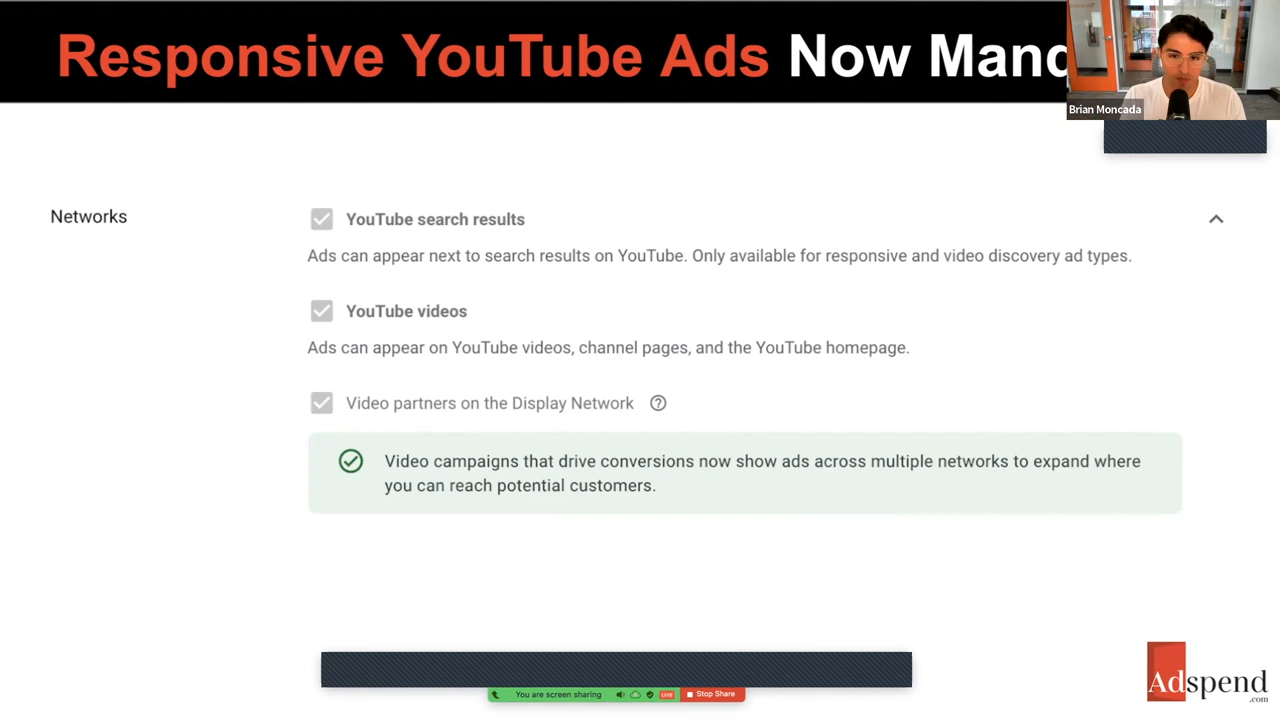 Responsive YouTube Ads Now Mand
Brian Moncada
Networks
YouTube search results
Ads can appear next to search results on YouTube. Only available for responsive and video discovery ad types.
YouTube videos
Ads can appear on YouTube videos, channel pages, and the YouTube homepage.
Video partners on the Display Network
Video campaigns that drive conversions now show ads across multiple networks to expand where
you can reach potential customers.
You are screen sharing
LIVE
Stop Share
Adspend
.com